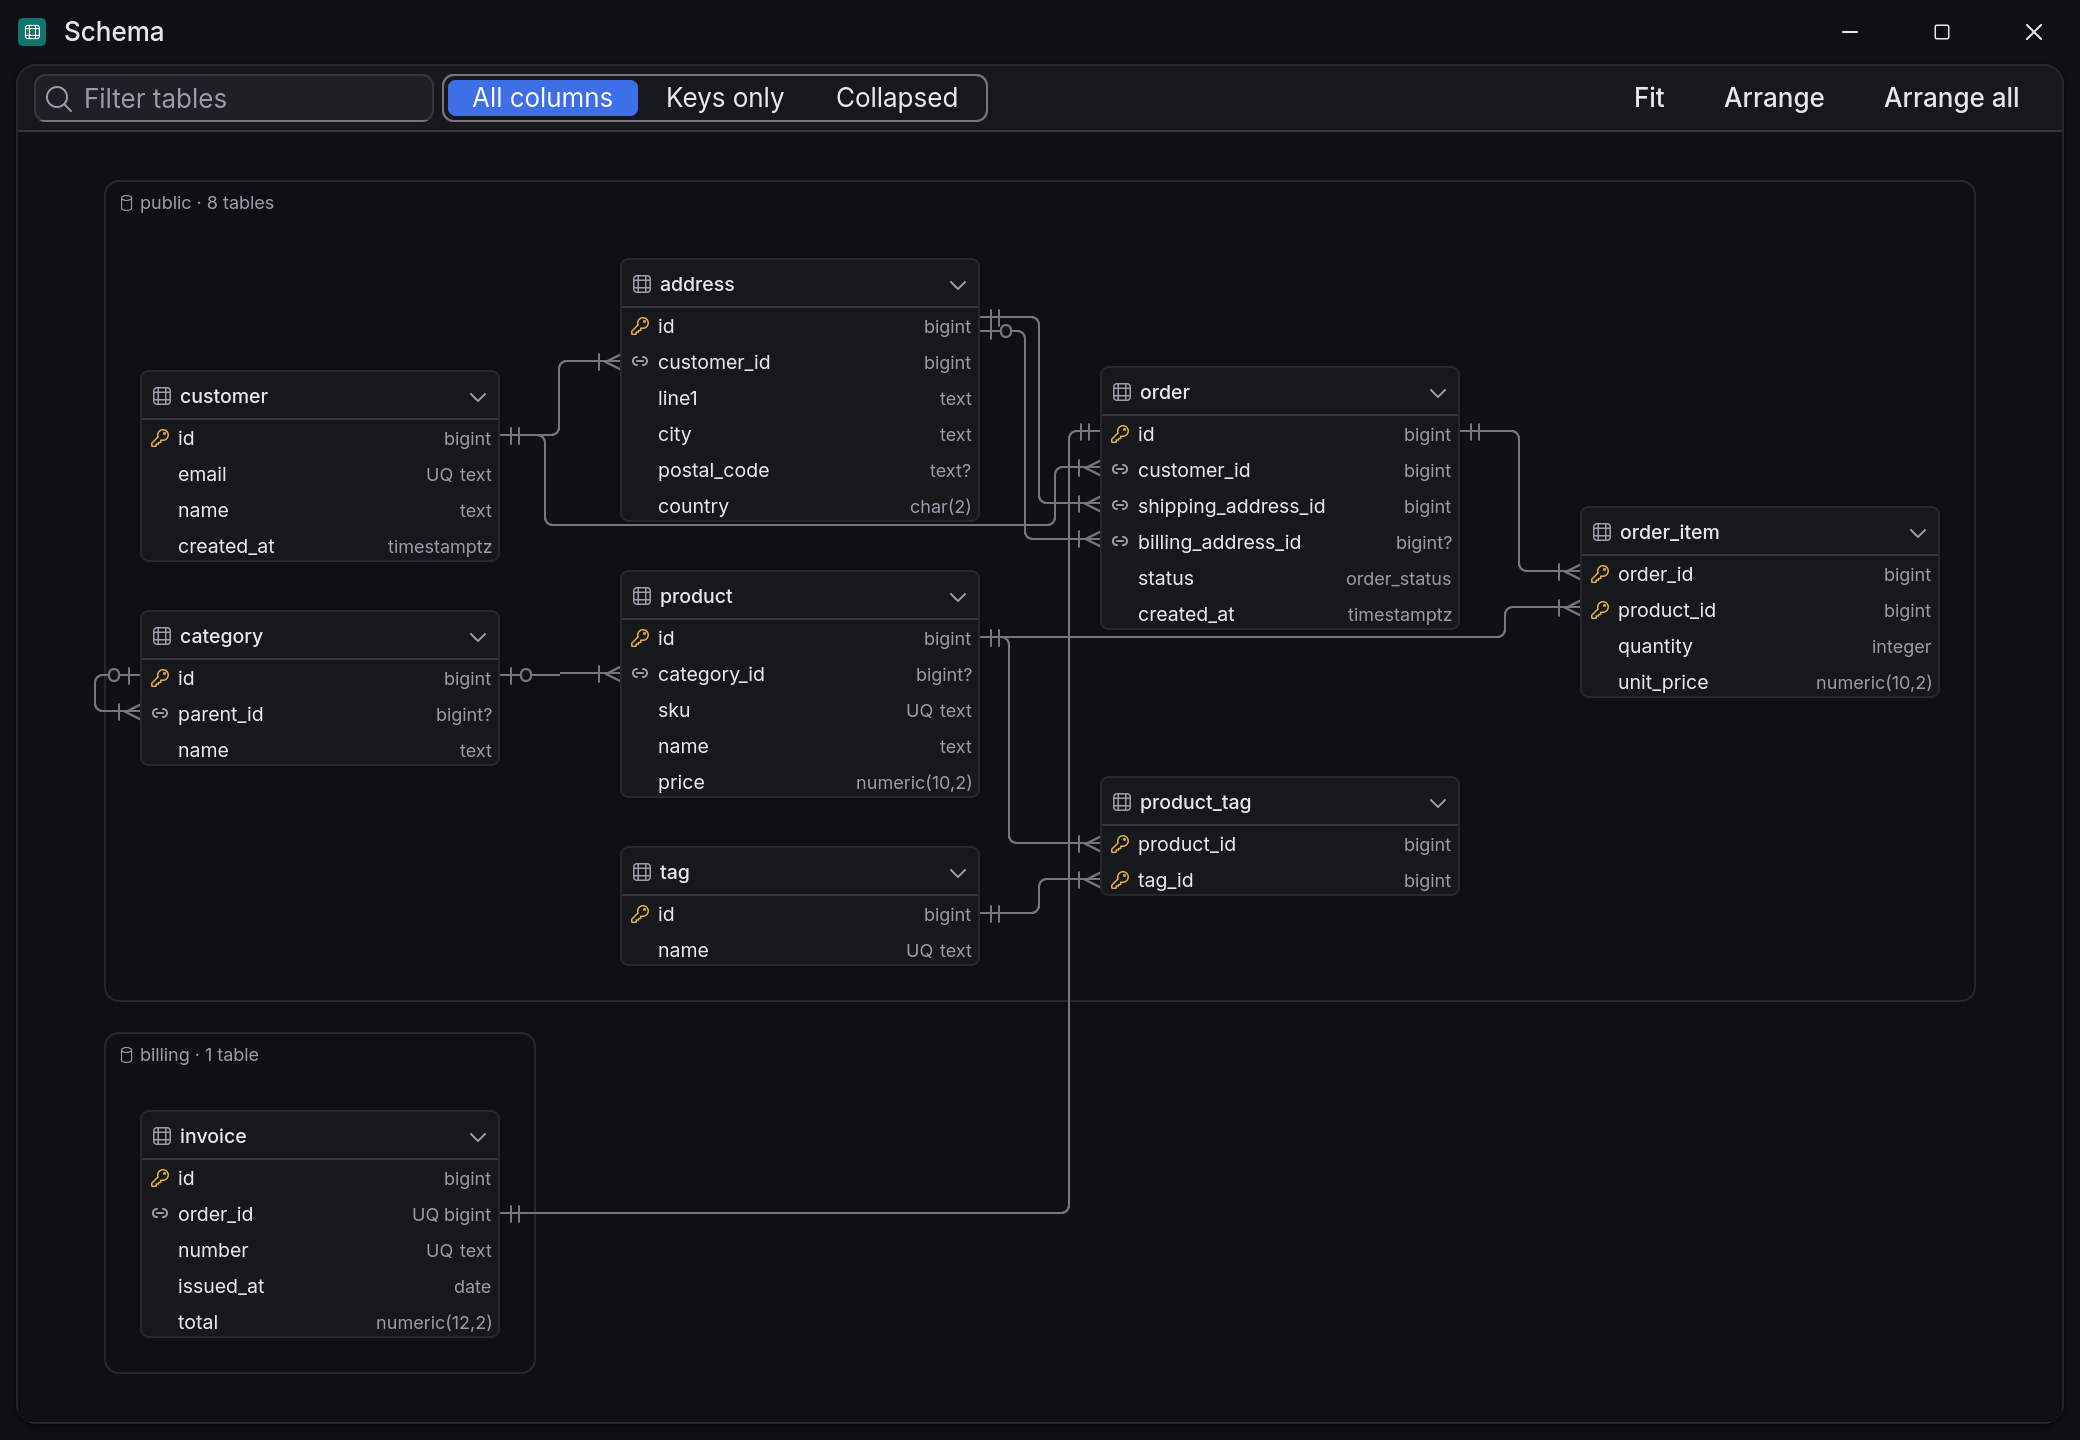 Schema
Filter tables
All columns
Keys only
Collapsed
Fit
Arrange
Arrange all
public · 8 tables
customer
id bigint
email UQ text
name text
created_at timestamptz
category
id bigint
parent_id bigint?
name text
address
id bigint
customer_id bigint
line1 text
city text
postal_code text?
country char(2)
product
id bigint
category_id bigint?
sku UQ text
name text
price numeric(10,2)
tag
id bigint
name UQ text
order
id bigint
customer_id bigint
shipping_address_id bigint
billing_address_id bigint?
status order_status
created_at timestamptz
product_tag
product_id bigint
tag_id bigint
order_item
order_id bigint
product_id bigint
quantity integer
unit_price numeric(10,2)
billing · 1 table
invoice
id bigint
order_id UQ bigint
number UQ text
issued_at date
total numeric(12,2)